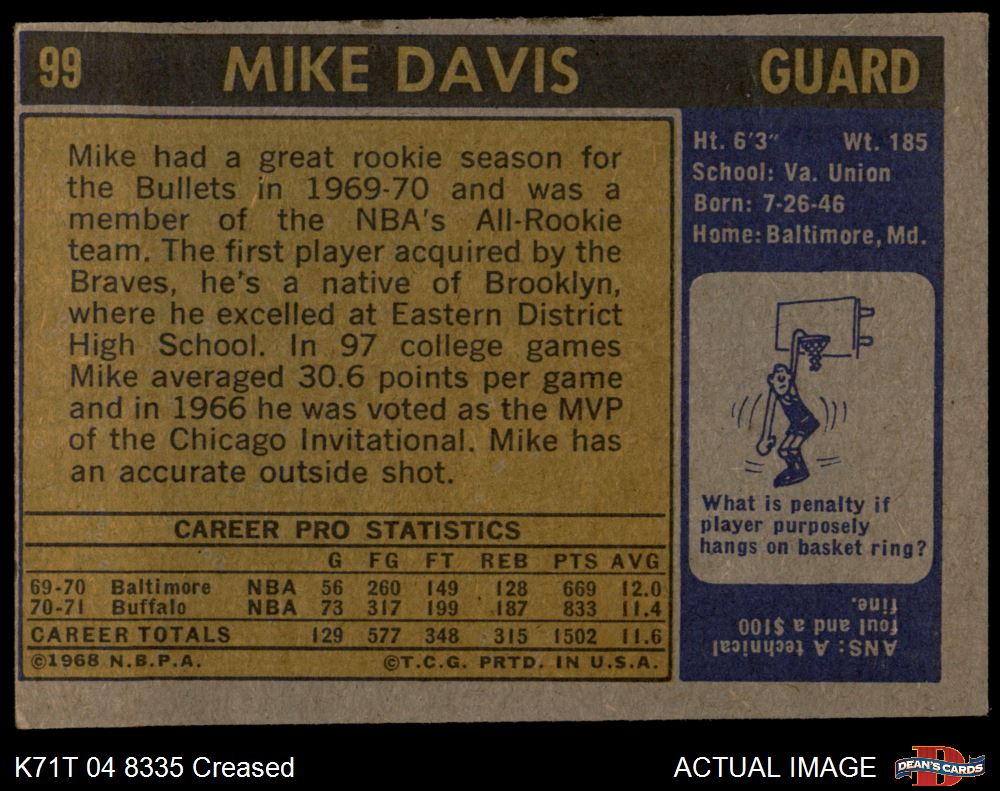 99 MIKE DAVIS GUARD
Mike had a great rookie season for
the Bullets in 1969-70 and was a
member of the NBA's All-Rookie
team. The first player acquired by the
Braves, he's a native of Brooklyn,
where he excelled at Eastern District
High School. In 97 college games
Mike averaged 30.6 points per game
and in 1966 he was voted as the MVP
of the Chicago Invitational. Mike has
an accurate outside shot.
CAREER PRO STATISTICS
G FG FT REB PTS AVG
69-70 Baltimore NBA 56 260 149 128 669 12.0
70-71 Buffalo NBA 73 317 199 187 833 11.4
CAREER TOTALS 129 577 348 315 1502 11.6
©1968 N.B.P.A. ©T.C.G. PRTD. IN U.S.A.
Ht. 6'3" Wt. 185
School: Va. Union
Born: 7-26-46
Home: Baltimore, Md.
What is penalty if
player purposely
hangs on basket ring?
ANS: A technical
foul and a $100
fine.
K71T 04 8335 Creased
ACTUAL IMAGE
DEAN'S CARDS